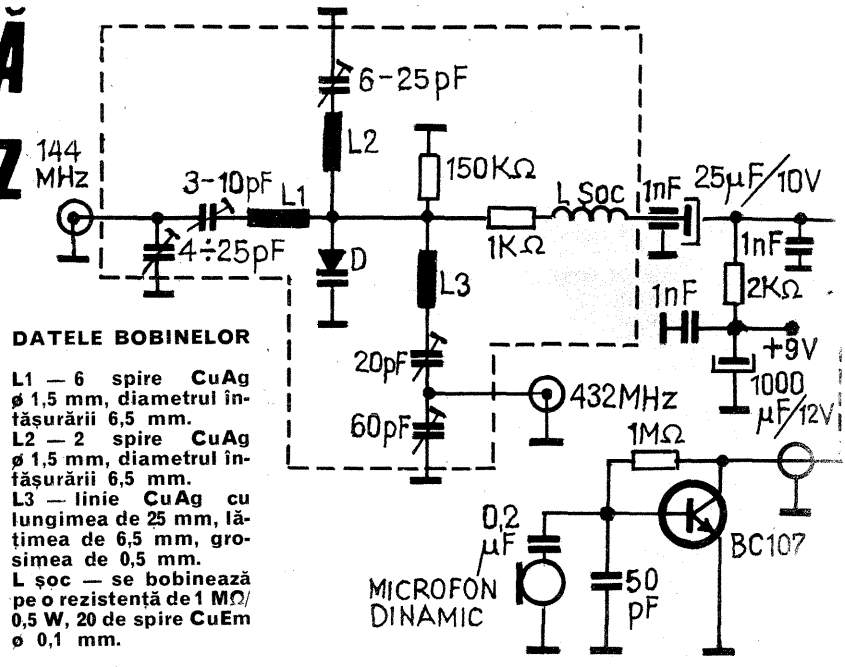 Ă
Z
144
MHz
3-10pF
L1
4÷25pF
6-25pF
L2
150KΩ
L ȘOC
1KΩ
1nF
25µF/10V
1nF
2KΩ
1nF
+9V
1000
µF/12V
D
L3
20pF
60pF
432MHz
1MΩ
BC107
0,2
µF
50
pF
MICROFON
DINAMIC
DATELE BOBINELOR
L1 — 6 spire CuAg
ø 1,5 mm, diametrul în-
tășurării 6,5 mm.
L2 — 2 spire CuAg
ø 1,5 mm, diametrul în-
fășurării 6,5 mm.
L3 — linie CuAg cu
lungimea de 25 mm, lă-
țimea de 6,5 mm, gro-
simea de 0,5 mm.
L șoc — se bobinează
pe o rezistență de 1 MΩ/
0,5 W, 20 de spire CuEm
ø 0,1 mm.